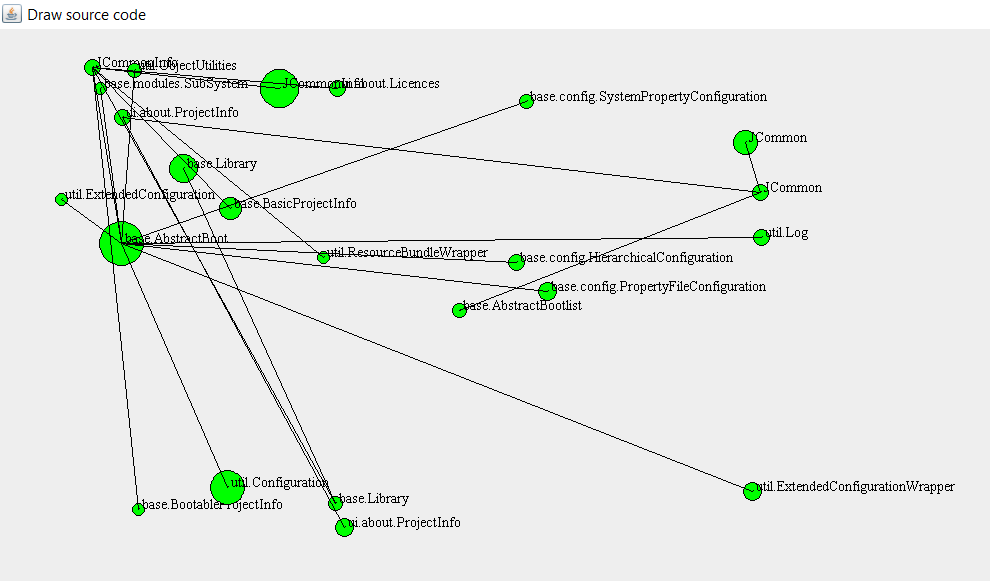 Draw source code
JCommonInfo
util.ObjectUtilities
base.modules.SubSystem
JCommonInfo
ui.about.Licences
base.config.SystemPropertyConfiguration
ui.about.ProjectInfo
JCommon
base.Library
JCommon
util.ExtendedConfiguration
base.BasicProjectInfo
util.Log
base.AbstractBoot
util.ResourceBundleWrapper
base.config.HierarchicalConfiguration
base.config.PropertyFileConfiguration
base.AbstractBootlist
util.Configuration
util.ExtendedConfigurationWrapper
base.Library
base.BootableProjectInfo
ui.about.ProjectInfo